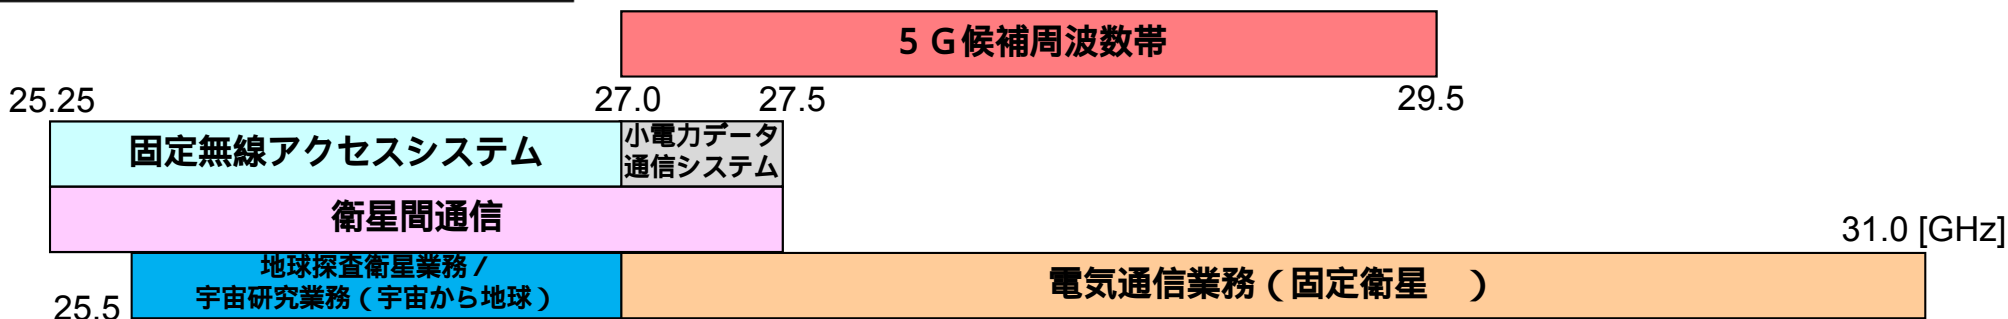 ５Ｇ候補周波数帯
25.25 27.0 27.5 29.5
固定無線アクセスシステム
小電力データ
通信システム
衛星間通信
31.0 [GHz]
地球探査衛星業務／
宇宙研究業務（宇宙から地球）
電気通信業務（固定衛星　）
25.5